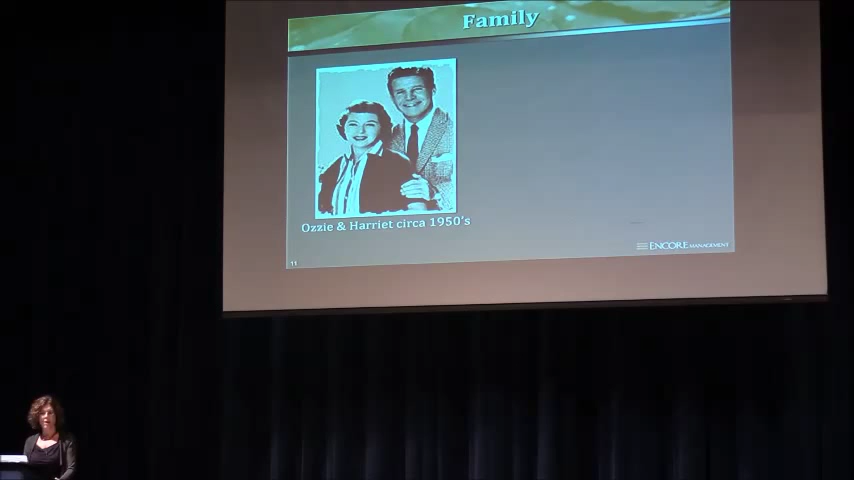 Family
Ozzie & Harriet circa 1950's
ENCORE MANAGEMENT
11